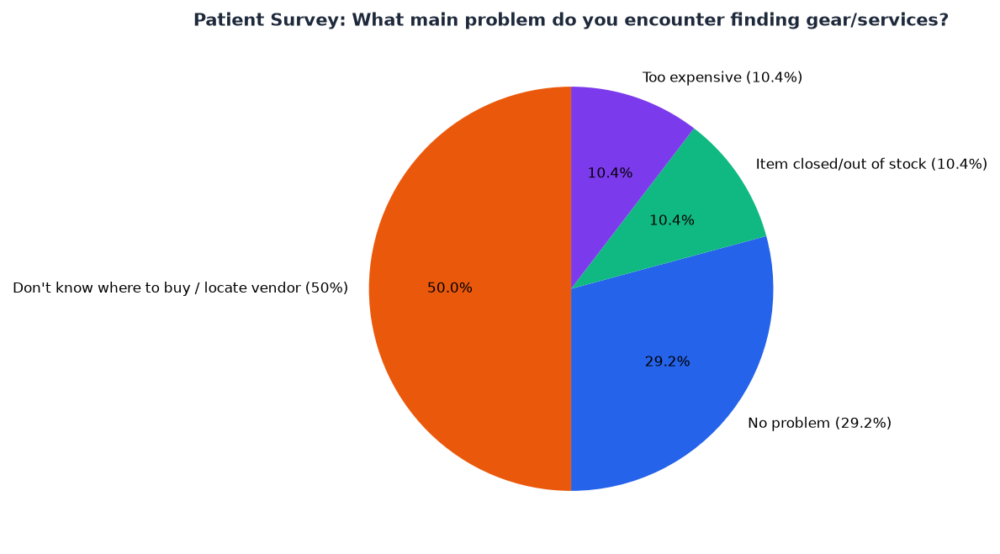 Patient Survey: What main problem do you encounter finding gear/services?
Too expensive (10.4%)
Item closed/out of stock (10.4%)
10.4%
10.4%
Don't know where to buy / locate vendor (50%)
50.0%
29.2%
No problem (29.2%)